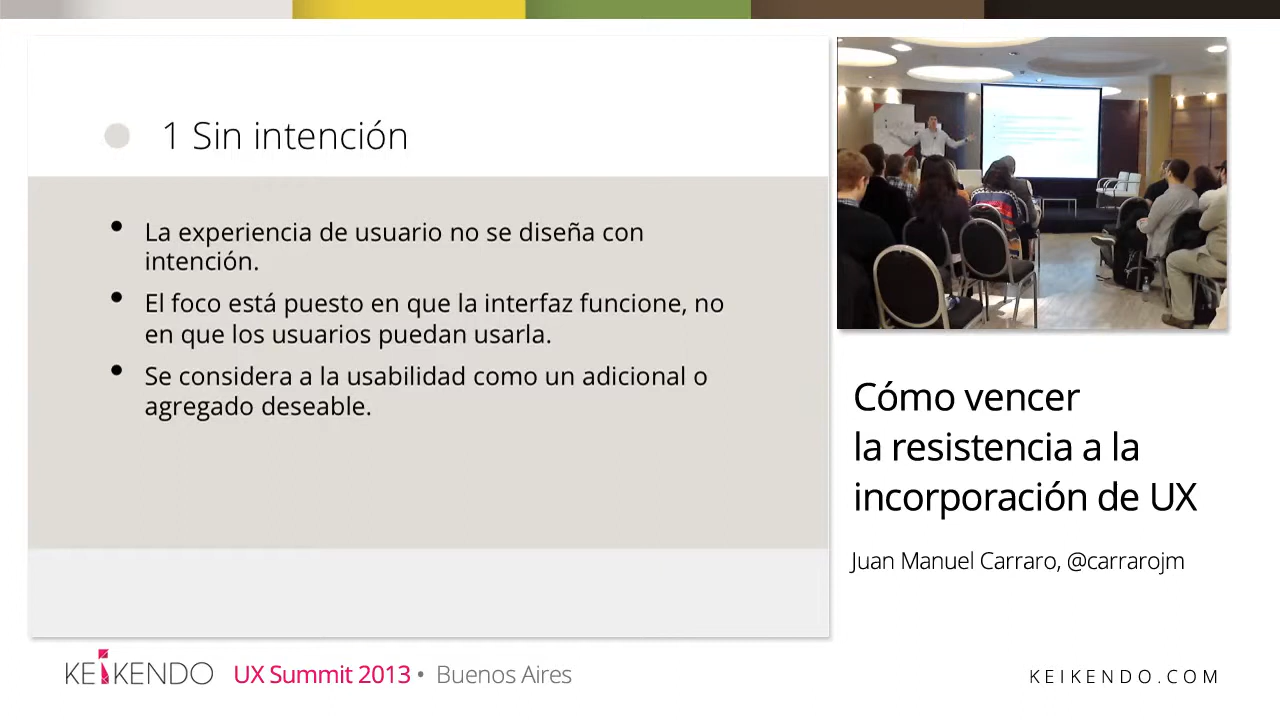 1 Sin intención
• La experiencia de usuario no se diseña con
intención.
• El foco está puesto en que la interfaz funcione, no
en que los usuarios puedan usarla.
• Se considera a la usabilidad como un adicional o
agregado deseable.
Cómo vencer
la resistencia a la
incorporación de UX
Juan Manuel Carraro, @carrarojm
KEIKENDO UX Summit 2013 • Buenos Aires
KEIKENDO.COM